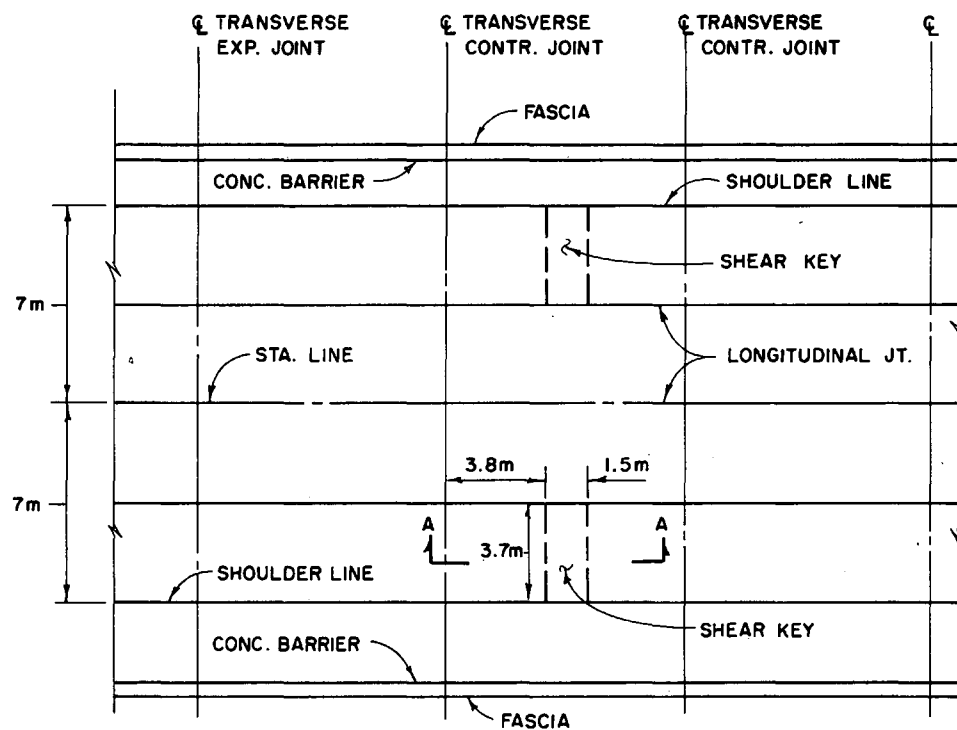 ℄ TRANSVERSE
EXP. JOINT
℄ TRANSVERSE
CONTR. JOINT
℄ TRANSVERSE
CONTR. JOINT
℄
FASCIA
CONC. BARRIER
SHOULDER LINE
SHEAR KEY
7m
STA. LINE
LONGITUDINAL JT.
3.8m
1.5m
7m
A
A
3.7m
SHOULDER LINE
SHEAR KEY
CONC. BARRIER
FASCIA